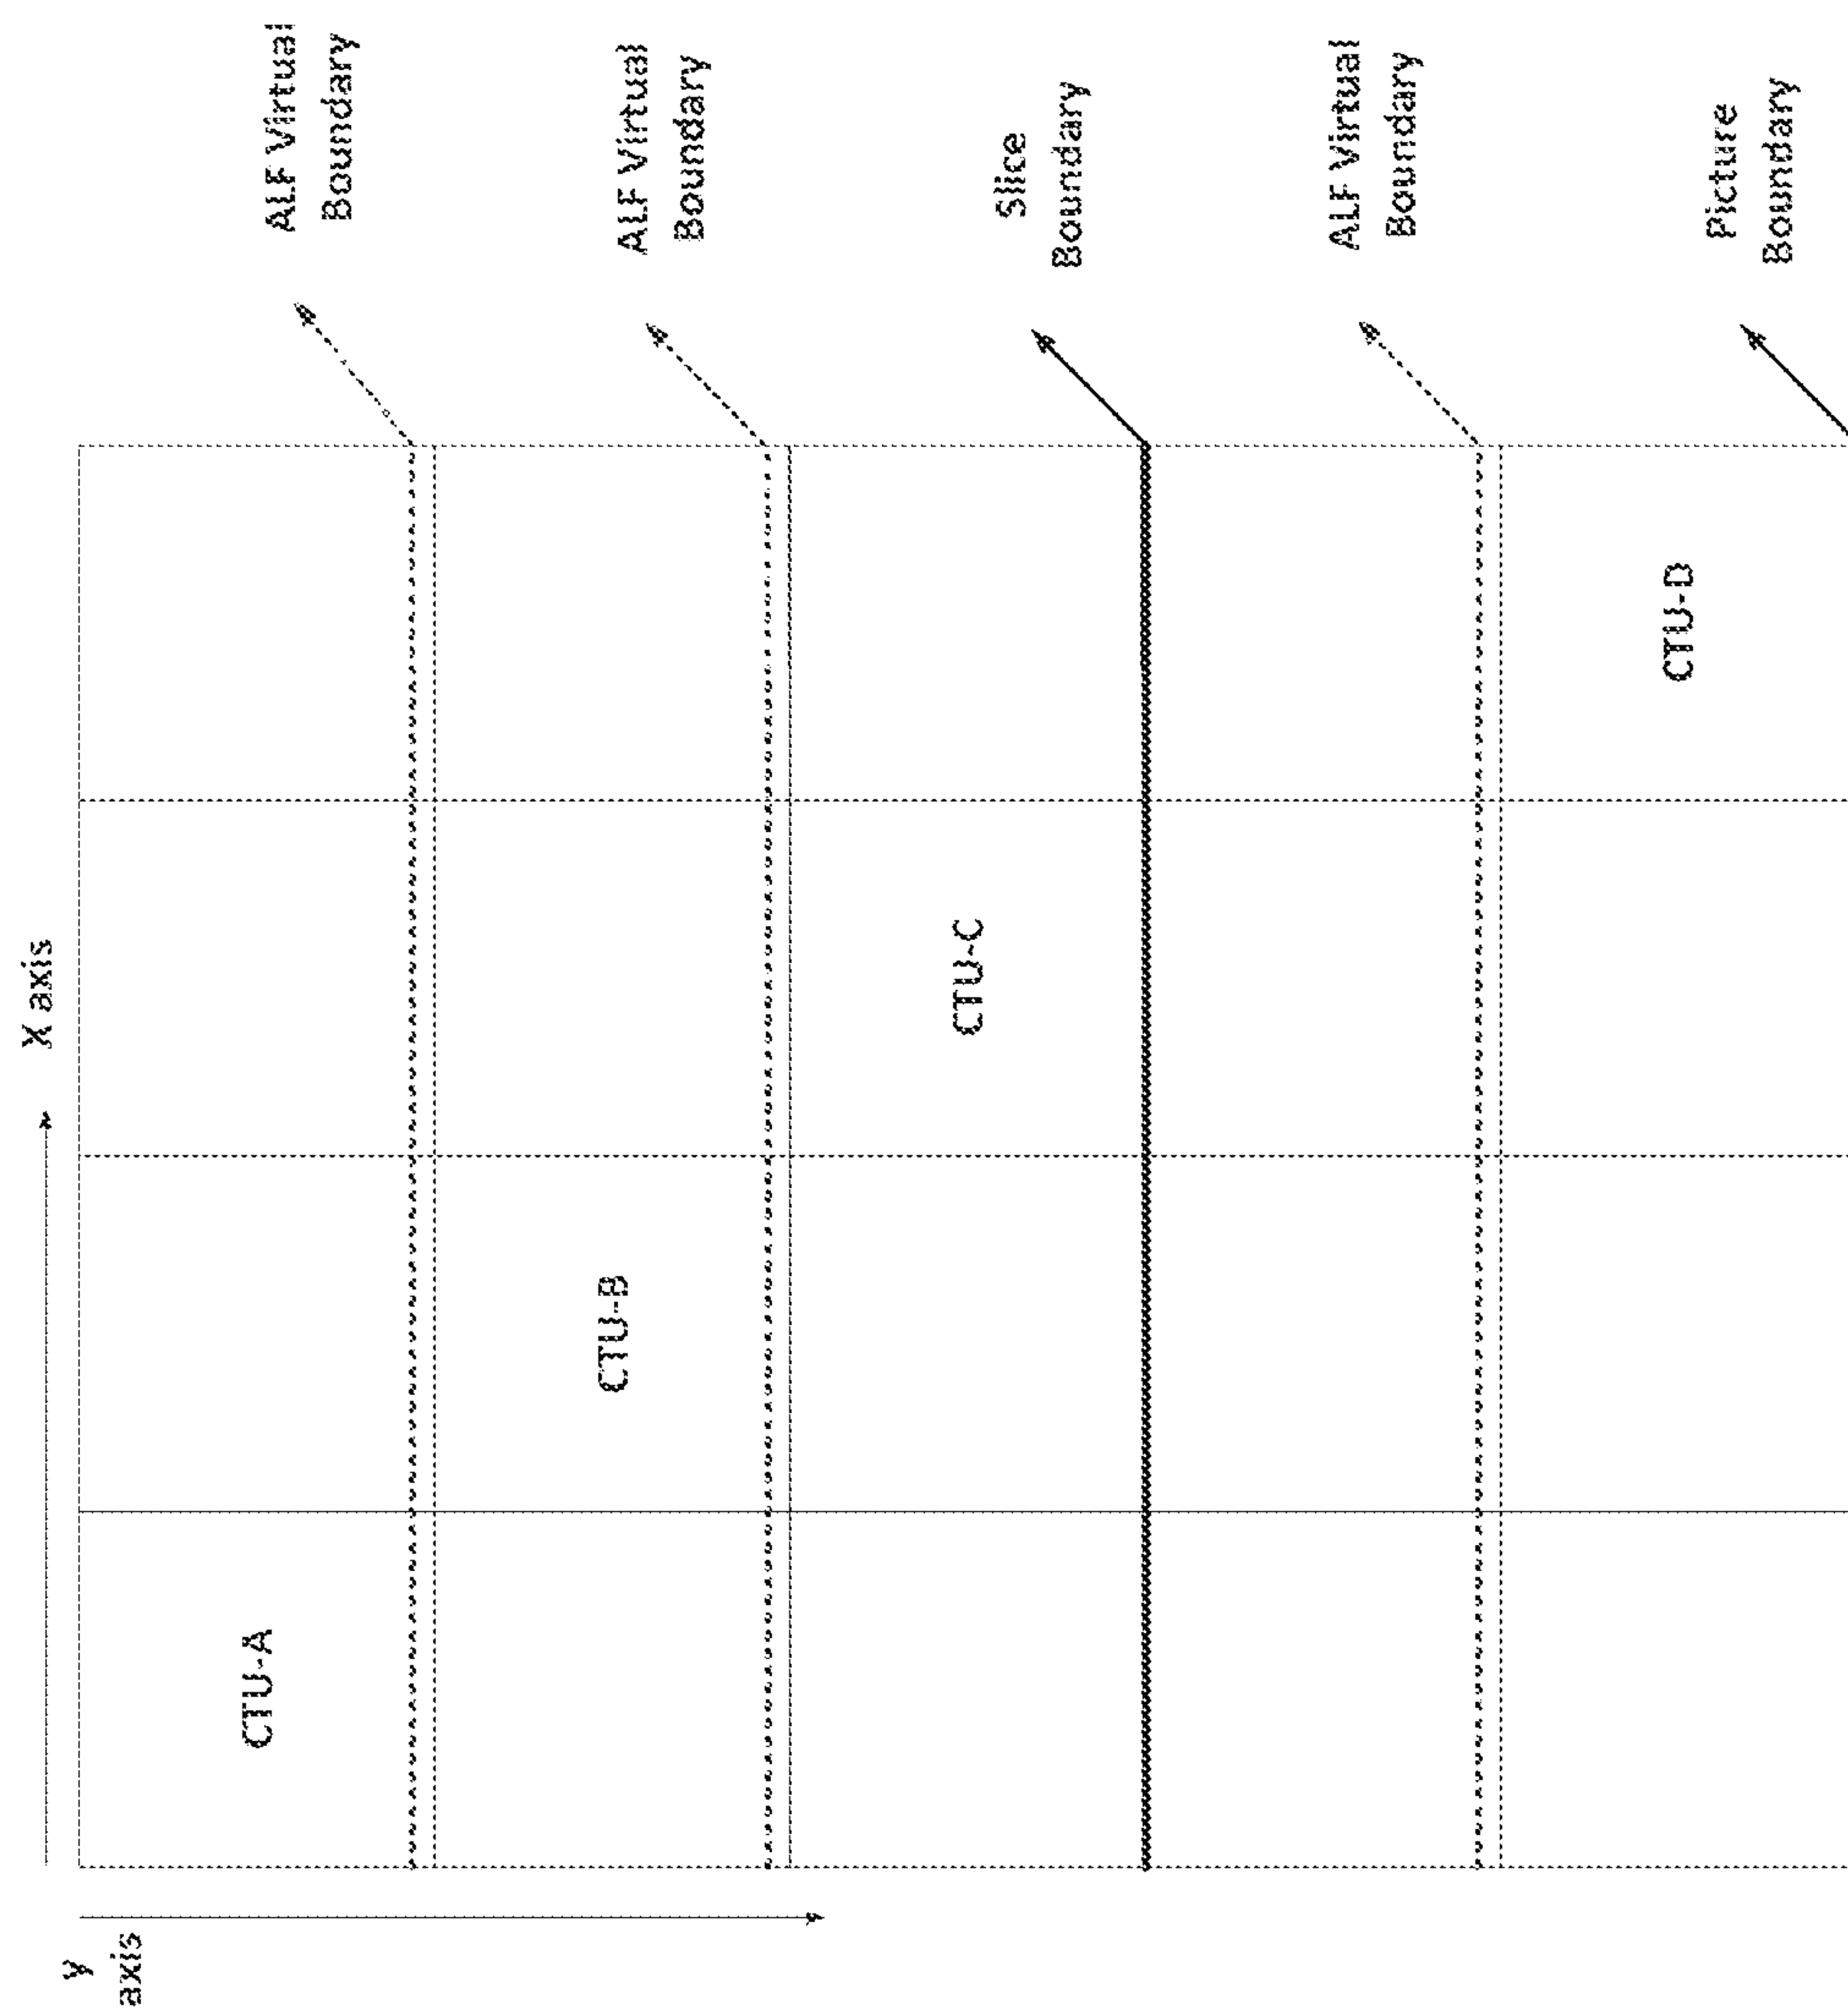 X axis
y
axis
ALF Virtual
Boundary
ALF Virtual
Boundary
Slice
Boundary
ALF Virtual
Boundary
Picture
Boundary
CTU-A
CTU-B
CTU-C
CTU-D